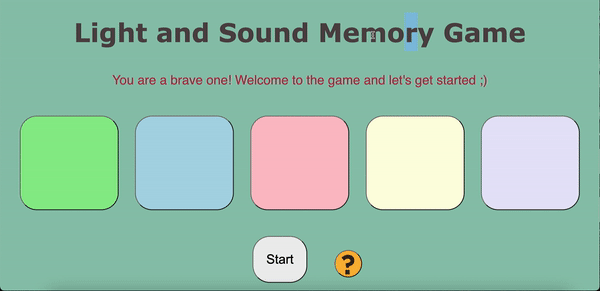 Light and Sound Memory Game
You are a brave one! Welcome to the game and let's get started ;)
Start
?